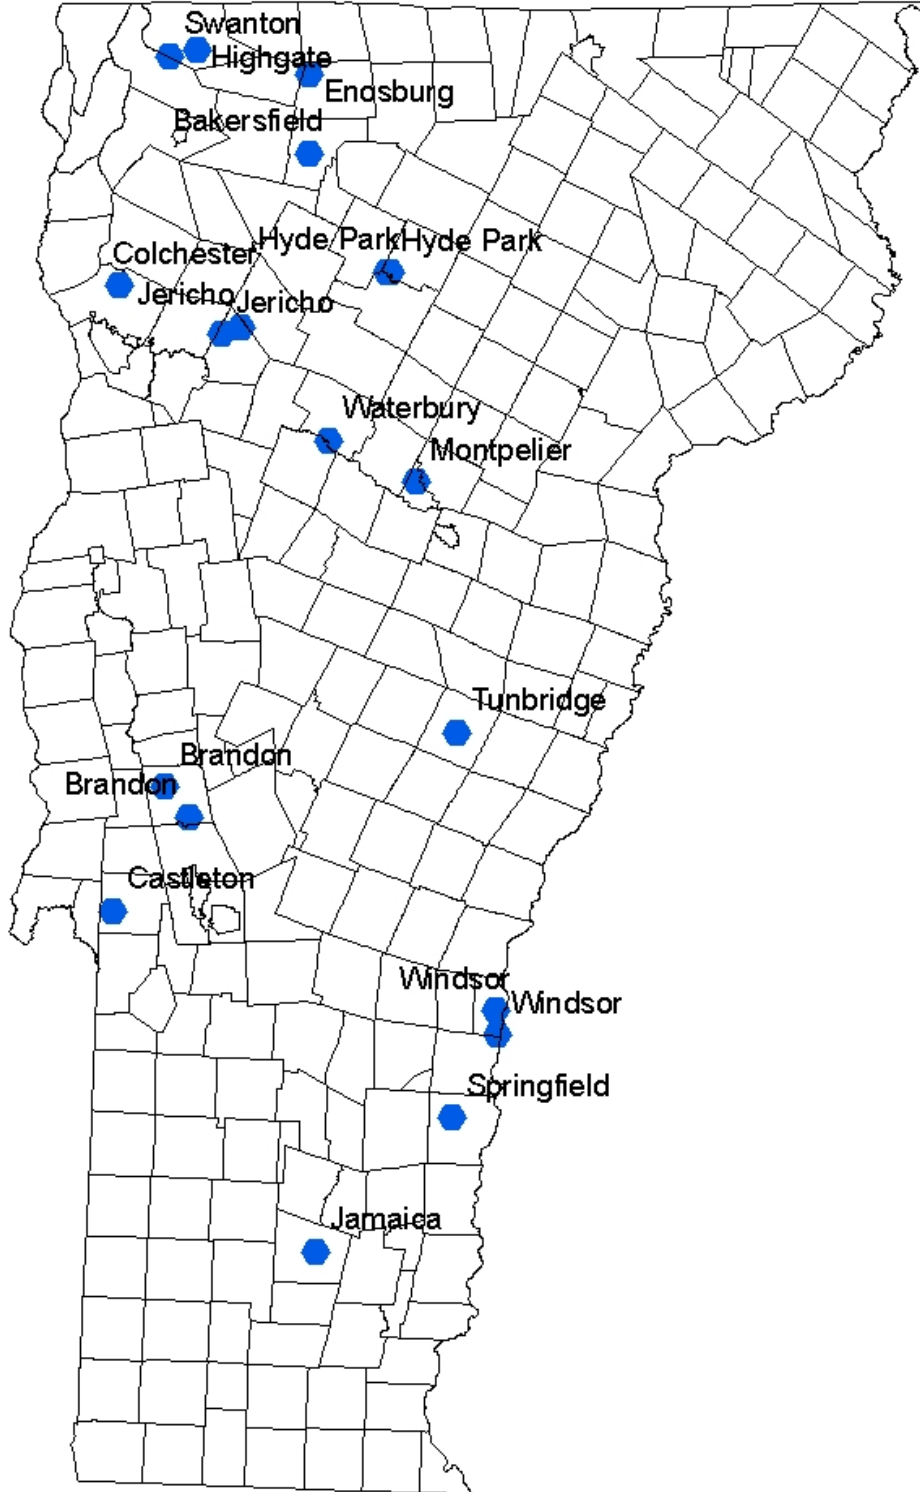 Swanton
Highgate
Enosburg
Bakersfield
Hyde Park
Hyde Park
Colchester
Jericho
Jericho
Waterbury
Montpelier
Tunbridge
Brandon
Brandon
Castleton
Windsor
Windsor
Springfield
Jamaica